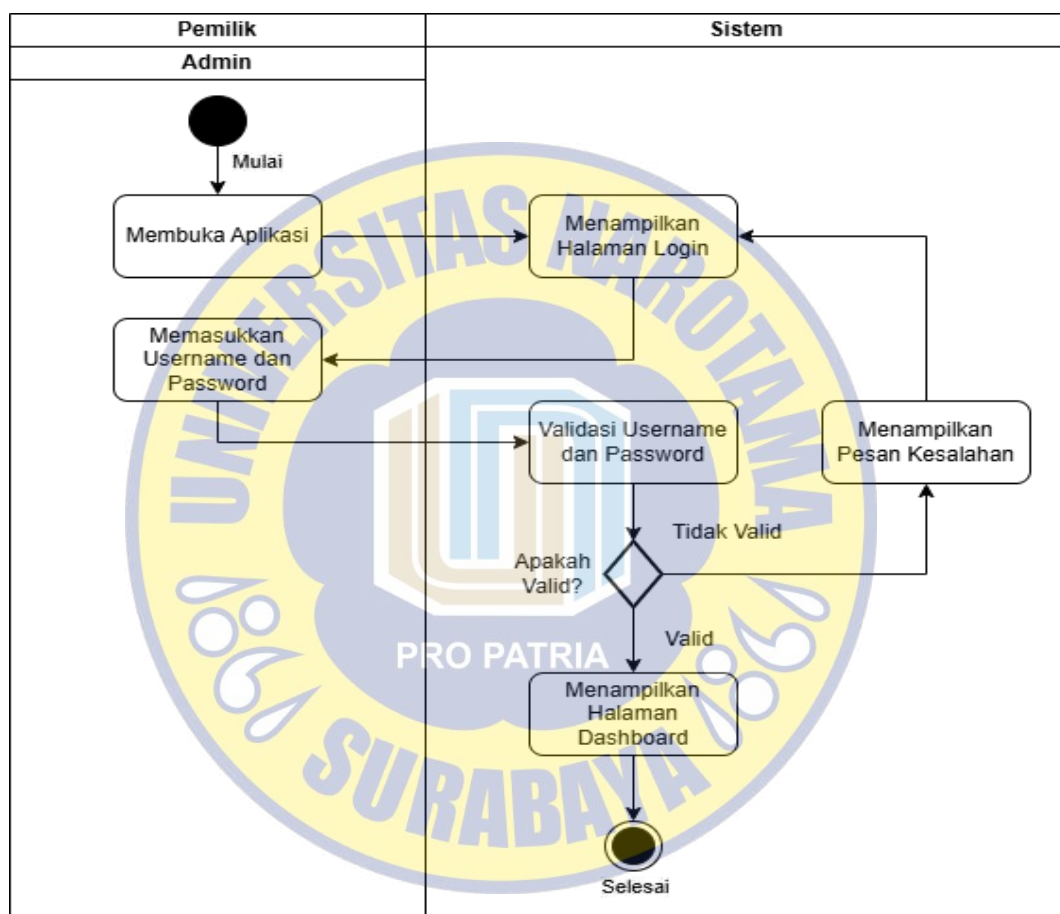 Pemilik
Sistem
Admin
Mulai
Membuka Aplikasi
Menampilkan
Halaman Login
Memasukkan
Username dan
Password
Validasi Username
dan Password
Menampilkan
Pesan Kesalahan
Tidak Valid
Apakah
Valid?
Valid
Menampilkan
Halaman
Dashboard
Selesai
UNIVERSITAS NAROTAMA
PRO PATRIA
SURABAYA